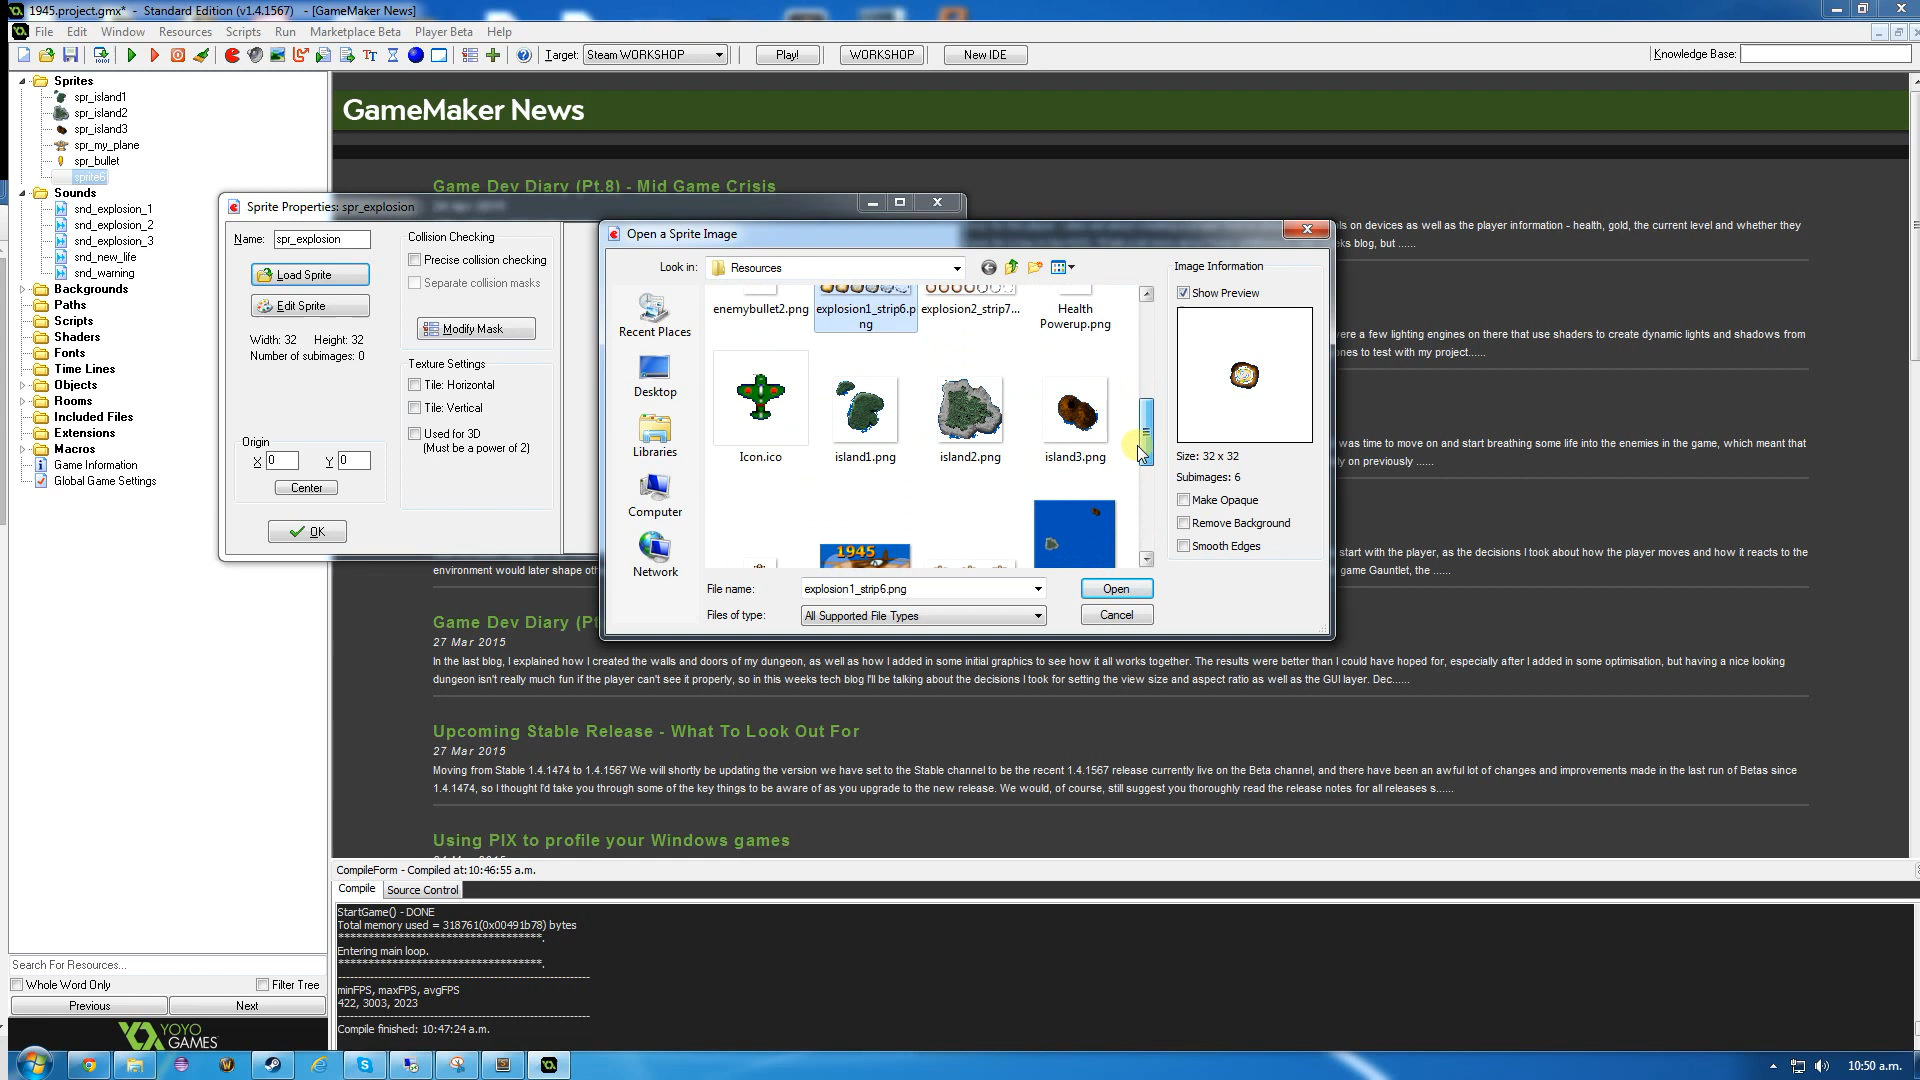 1945.project.gmx* - Standard Edition (v1.4.1567) - [GameMaker News]
File Edit Window Resources Scripts Run Marketplace Beta Player Beta Help
Target: Steam WORKSHOP Play! WORKSHOP New IDE Knowledge Base:
Sprites
spr_island1
spr_island2
spr_island3
spr_my_plane
spr_bullet
sprite6
Sounds
snd_explosion_1
snd_explosion_2
snd_explosion_3
snd_new_life
snd_warning
Backgrounds
Paths
Scripts
Shaders
Fonts
Time Lines
Objects
Rooms
Included Files
Extensions
Macros
Game Information
Global Game Settings
Search For Resources...
Whole Word Only Filter Tree
Previous Next
YOYO
GAMES
GameMaker News
Game Dev Diary (Pt.8) - Mid Game Crisis
Sprite Properties: spr_explosion
Name: spr_explosion
Load Sprite
Edit Sprite
Width: 32 Height: 32
Number of subimages: 0
Origin
X 0 Y 0
Center
OK
Collision Checking
Precise collision checking
Separate collision masks
Modify Mask
Texture Settings
Tile: Horizontal
Tile: Vertical
Used for 3D
(Must be a power of 2)
Open a Sprite Image
Look in: Resources
Recent Places
Desktop
Libraries
Computer
Network
enemybullet2.png
explosion1_strip6.p
ng
explosion2_strip7...
Health
Powerup.png
Icon.ico
island1.png
island2.png
island3.png
1945
File name: explosion1_strip6.png
Open
Files of type: All Supported File Types
Cancel
Image Information
Show Preview
Size: 32 x 32
Subimages: 6
Make Opaque
Remove Background
Smooth Edges
ls on devices as well as the player information - health, gold, the current level and whether they
s blog, but ......
ere a few lighting engines on there that use shaders to create dynamic lights and shadows from
ones to test with my project......
was time to move on and start breathing some life into the enemies in the game, which meant that
ly on previously ......
start with the player, as the decisions I took about how the player moves and how it reacts to the
environment would later shape oth
game Gauntlet, the ......
Game Dev Diary (Pt
27 Mar 2015
In the last blog, I explained how I created the walls and doors of my dungeon, as well as how I added in some initial graphics to see how it all works together. The results were better than I could have hoped for, especially after I added in some optimisation, but having a nice looking
dungeon isn't really much fun if the player can't see it properly, so in this weeks tech blog I'll be talking about the decisions I took for setting the view size and aspect ratio as well as the GUI layer. Dec......
Upcoming Stable Release - What To Look Out For
27 Mar 2015
Moving from Stable 1.4.1474 to 1.4.1567 We will shortly be updating the version we have set to the Stable channel to be the recent 1.4.1567 release currently live on the Beta channel, and there have been an awful lot of changes and improvements made in the last run of Betas since
1.4.1474, so I thought I'd take you through some of the key things to be aware of as you upgrade to the new release. We would, of course, still suggest you thoroughly read the release notes for all releases s......
Using PIX to profile your Windows games
CompileForm - Compiled at:10:46:55 a.m.
Compile Source Control
StartGame() - DONE
Total memory used = 318761(0x00491b78) bytes
**********************************.
Entering main loop.
**********************************.
minFPS, maxFPS, avgFPS
422, 3003, 2023
Compile finished: 10:47:24 a.m.
10:50 a.m.